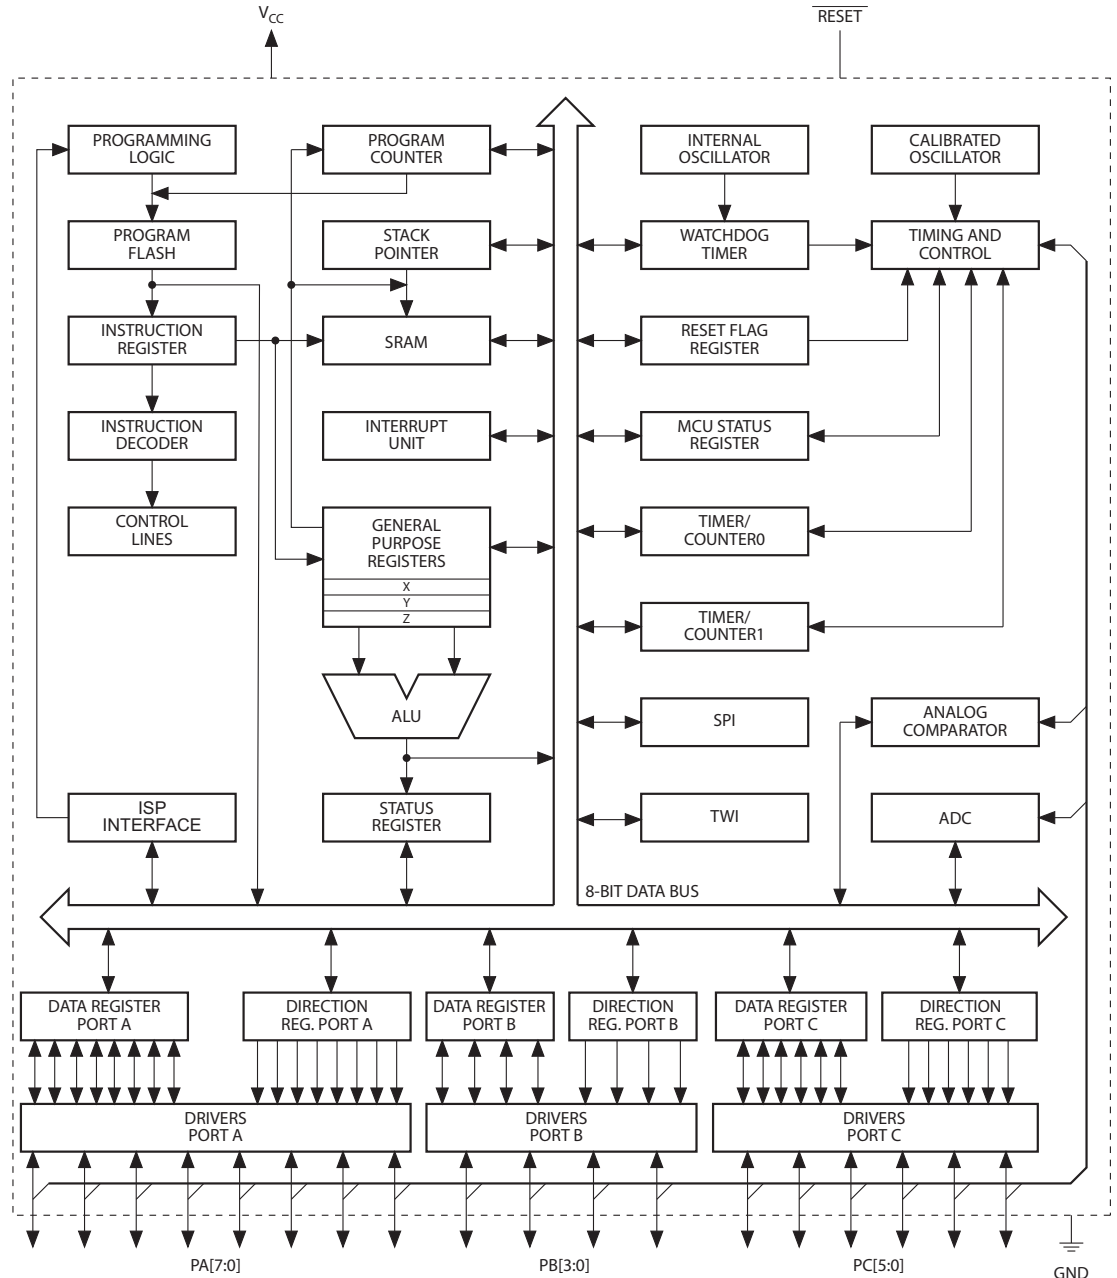 VCC
RESET
PROGRAMMING
LOGIC
PROGRAM
COUNTER
INTERNAL
OSCILLATOR
CALIBRATED
OSCILLATOR
PROGRAM
FLASH
STACK
POINTER
WATCHDOG
TIMER
TIMING AND
CONTROL
INSTRUCTION
REGISTER
SRAM
RESET FLAG
REGISTER
INSTRUCTION
DECODER
INTERRUPT
UNIT
MCU STATUS
REGISTER
CONTROL
LINES
GENERAL
PURPOSE
REGISTERS
X
Y
Z
TIMER/
COUNTER0
TIMER/
COUNTER1
ALU
SPI
ANALOG
COMPARATOR
ISP
INTERFACE
STATUS
REGISTER
TWI
ADC
8-BIT DATA BUS
DATA REGISTER
PORT A
DIRECTION
REG. PORT A
DATA REGISTER
PORT B
DIRECTION
REG. PORT B
DATA REGISTER
PORT C
DIRECTION
REG. PORT C
DRIVERS
PORT A
DRIVERS
PORT B
DRIVERS
PORT C
PA[7:0]
PB[3:0]
PC[5:0]
GND